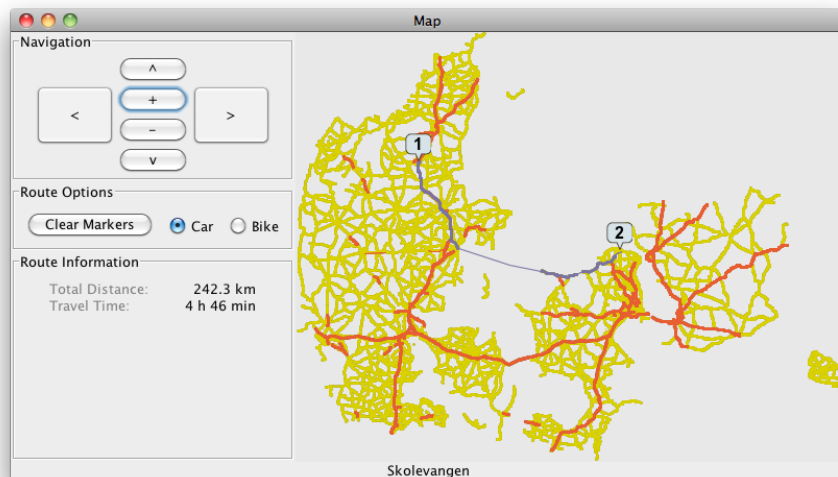 Map
Navigation
^
<
+
>
−
v
Route Options
Clear Markers
Car
Bike
Route Information
Total Distance: 242.3 km
Travel Time: 4 h 46 min
1
2
Skolevangen